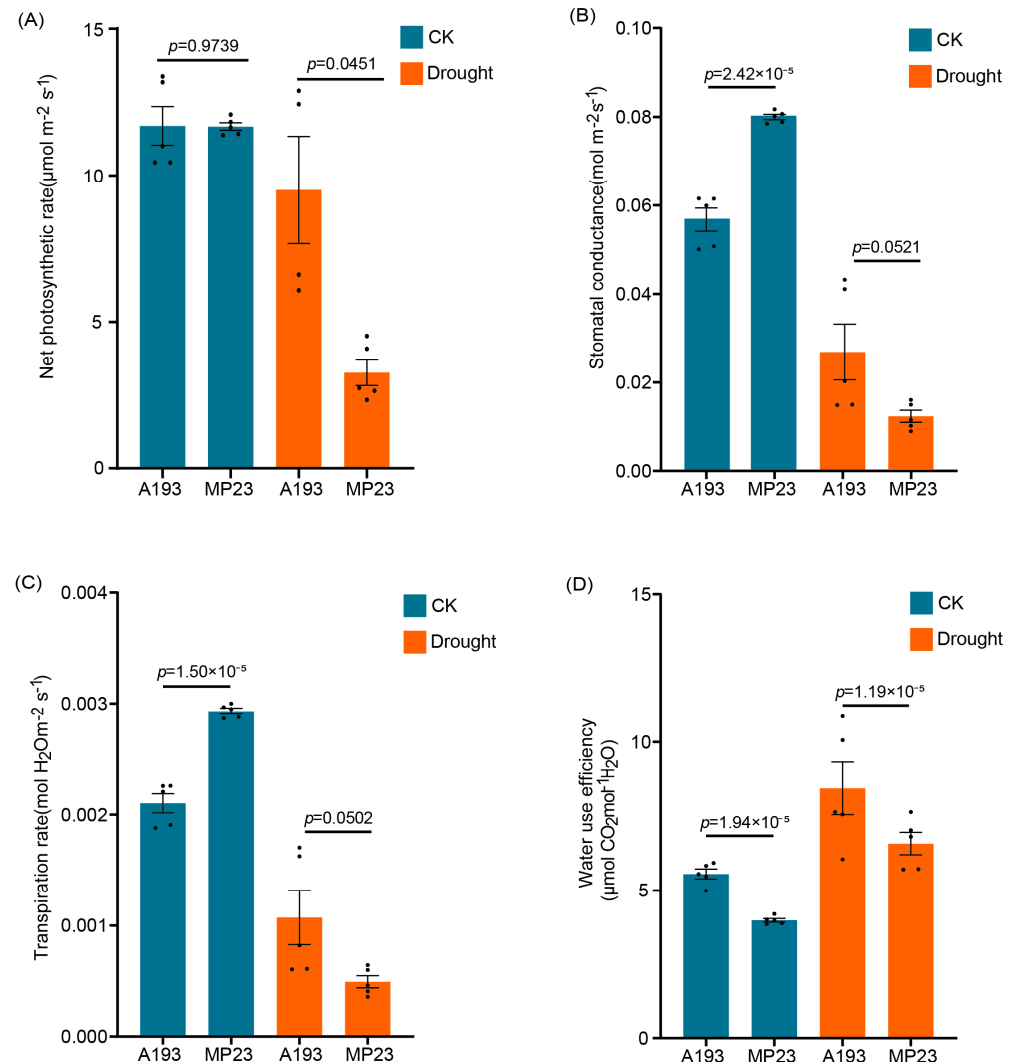 (A)
Net photosynthetic rate(μmol m⁻² s⁻¹)
15
10
5
0
p=0.9739
p=0.0451
CK
Drought
A193 MP23 A193 MP23
(B)
Stomatal conductance(mol m⁻²s⁻¹)
0.10
0.08
0.06
0.04
0.02
0.00
p=2.42×10⁻⁵
p=0.0521
CK
Drought
A193 MP23 A193 MP23
(C)
Transpiration rate(mol H₂Om⁻² s⁻¹)
0.004
0.003
0.002
0.001
0.000
p=1.50×10⁻⁵
p=0.0502
CK
Drought
A193 MP23 A193 MP23
(D)
Water use efficiency
(μmol CO₂mol⁻¹H₂O)
15
10
5
0
p=1.94×10⁻⁵
p=1.19×10⁻⁵
CK
Drought
A193 MP23 A193 MP23